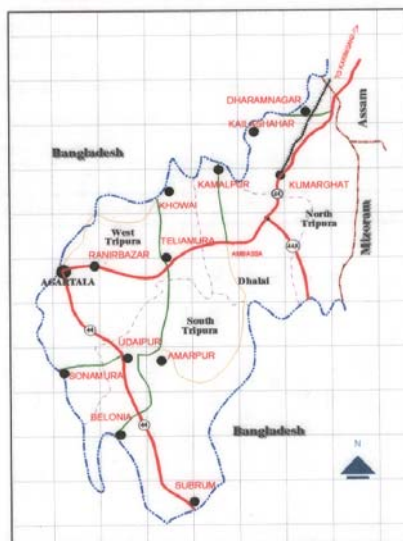 TO KARIMGANJ
DHARAMNAGAR
Assam
KAILASHAHAR
Bangladesh
KAMALPUR
KUMARGHAT
KHOWAI
North
Tripura
Mizoram
West
Tripura
TELIAMURA
RANIRBAZAR
AMBASSA
44A
Dhalai
AGARTALA
South
Tripura
44
UDAIPUR
AMARPUR
SONAMURA
BELONIA
44
Bangladesh
N
SUBRUM